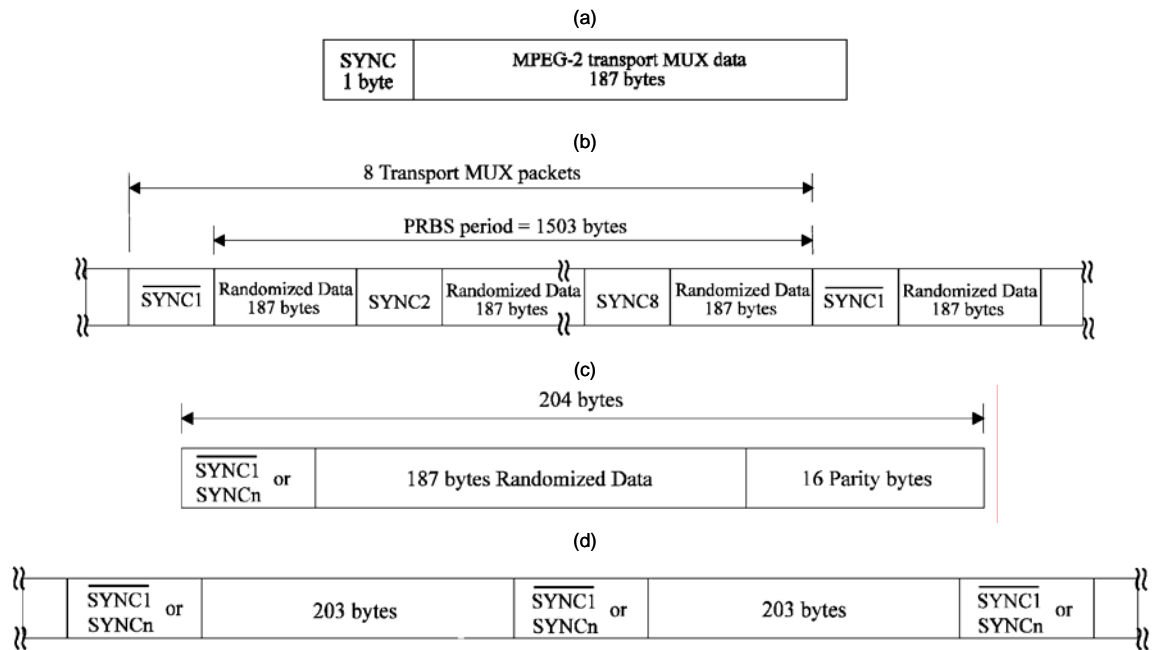 (a)
SYNC
1 byte
MPEG-2 transport MUX data
187 bytes
(b)
8 Transport MUX packets
PRBS period = 1503 bytes
SYNC1
Randomized Data
187 bytes
SYNC2
Randomized Data
187 bytes
SYNC8
Randomized Data
187 bytes
SYNC1
Randomized Data
187 bytes
(c)
204 bytes
SYNC1 or
SYNCn
187 bytes Randomized Data
16 Parity bytes
(d)
SYNC1 or
SYNCn
203 bytes
SYNC1 or
SYNCn
203 bytes
SYNC1 or
SYNCn